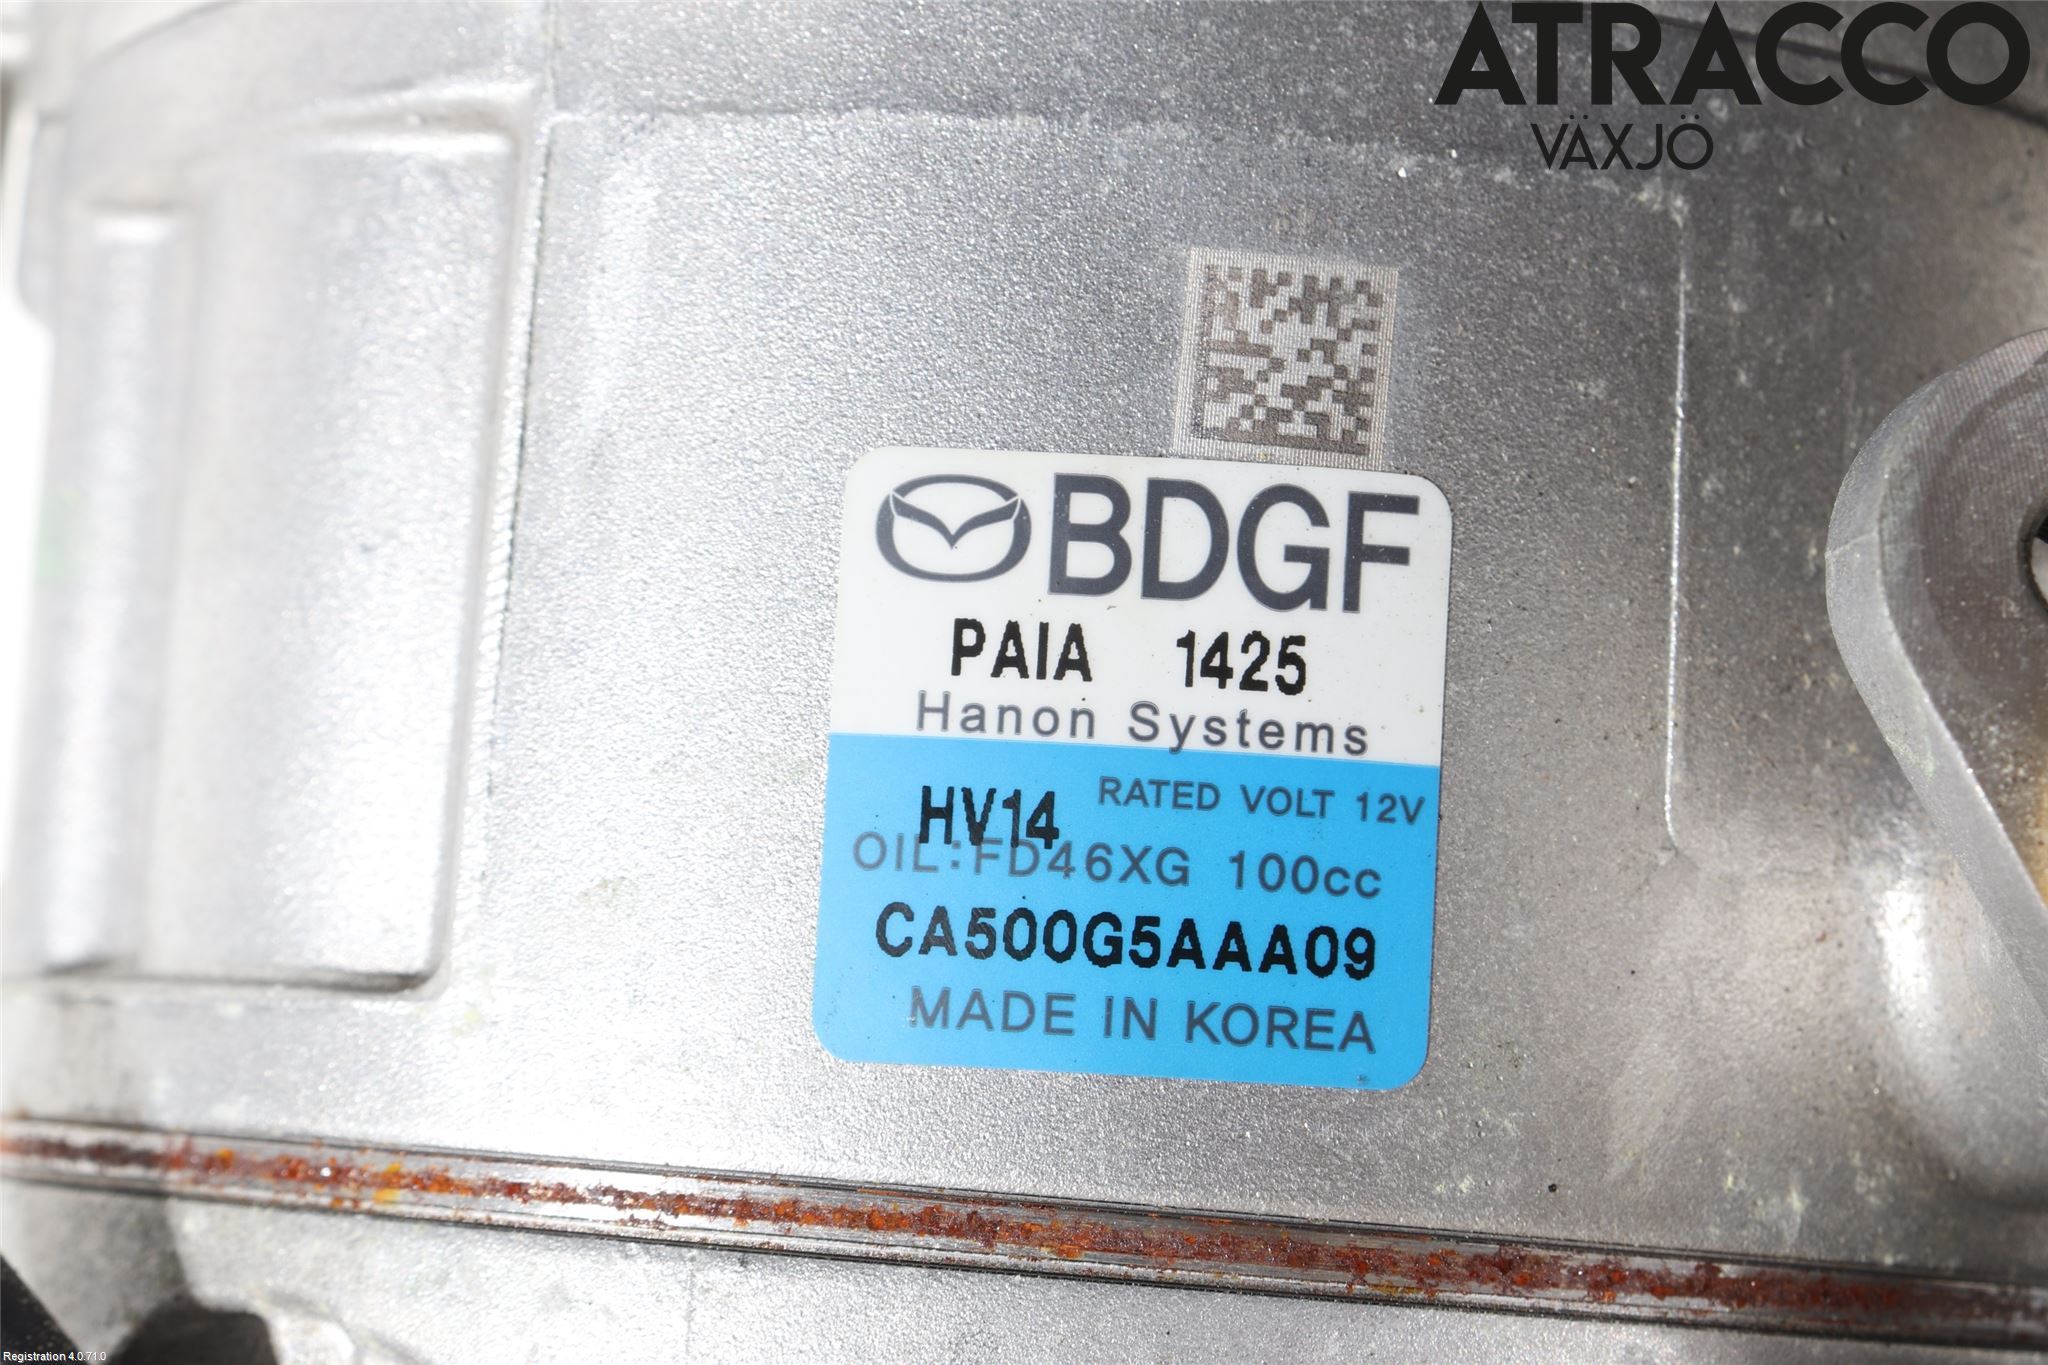 ATRACCO
VÄXJÖ
BDGF
PAIA 1425
Hanon Systems
HV14 RATED VOLT 12V
OIL:FD46XG 100cc
CA500G5AAA09
MADE IN KOREA
Registration 4.0.71.0